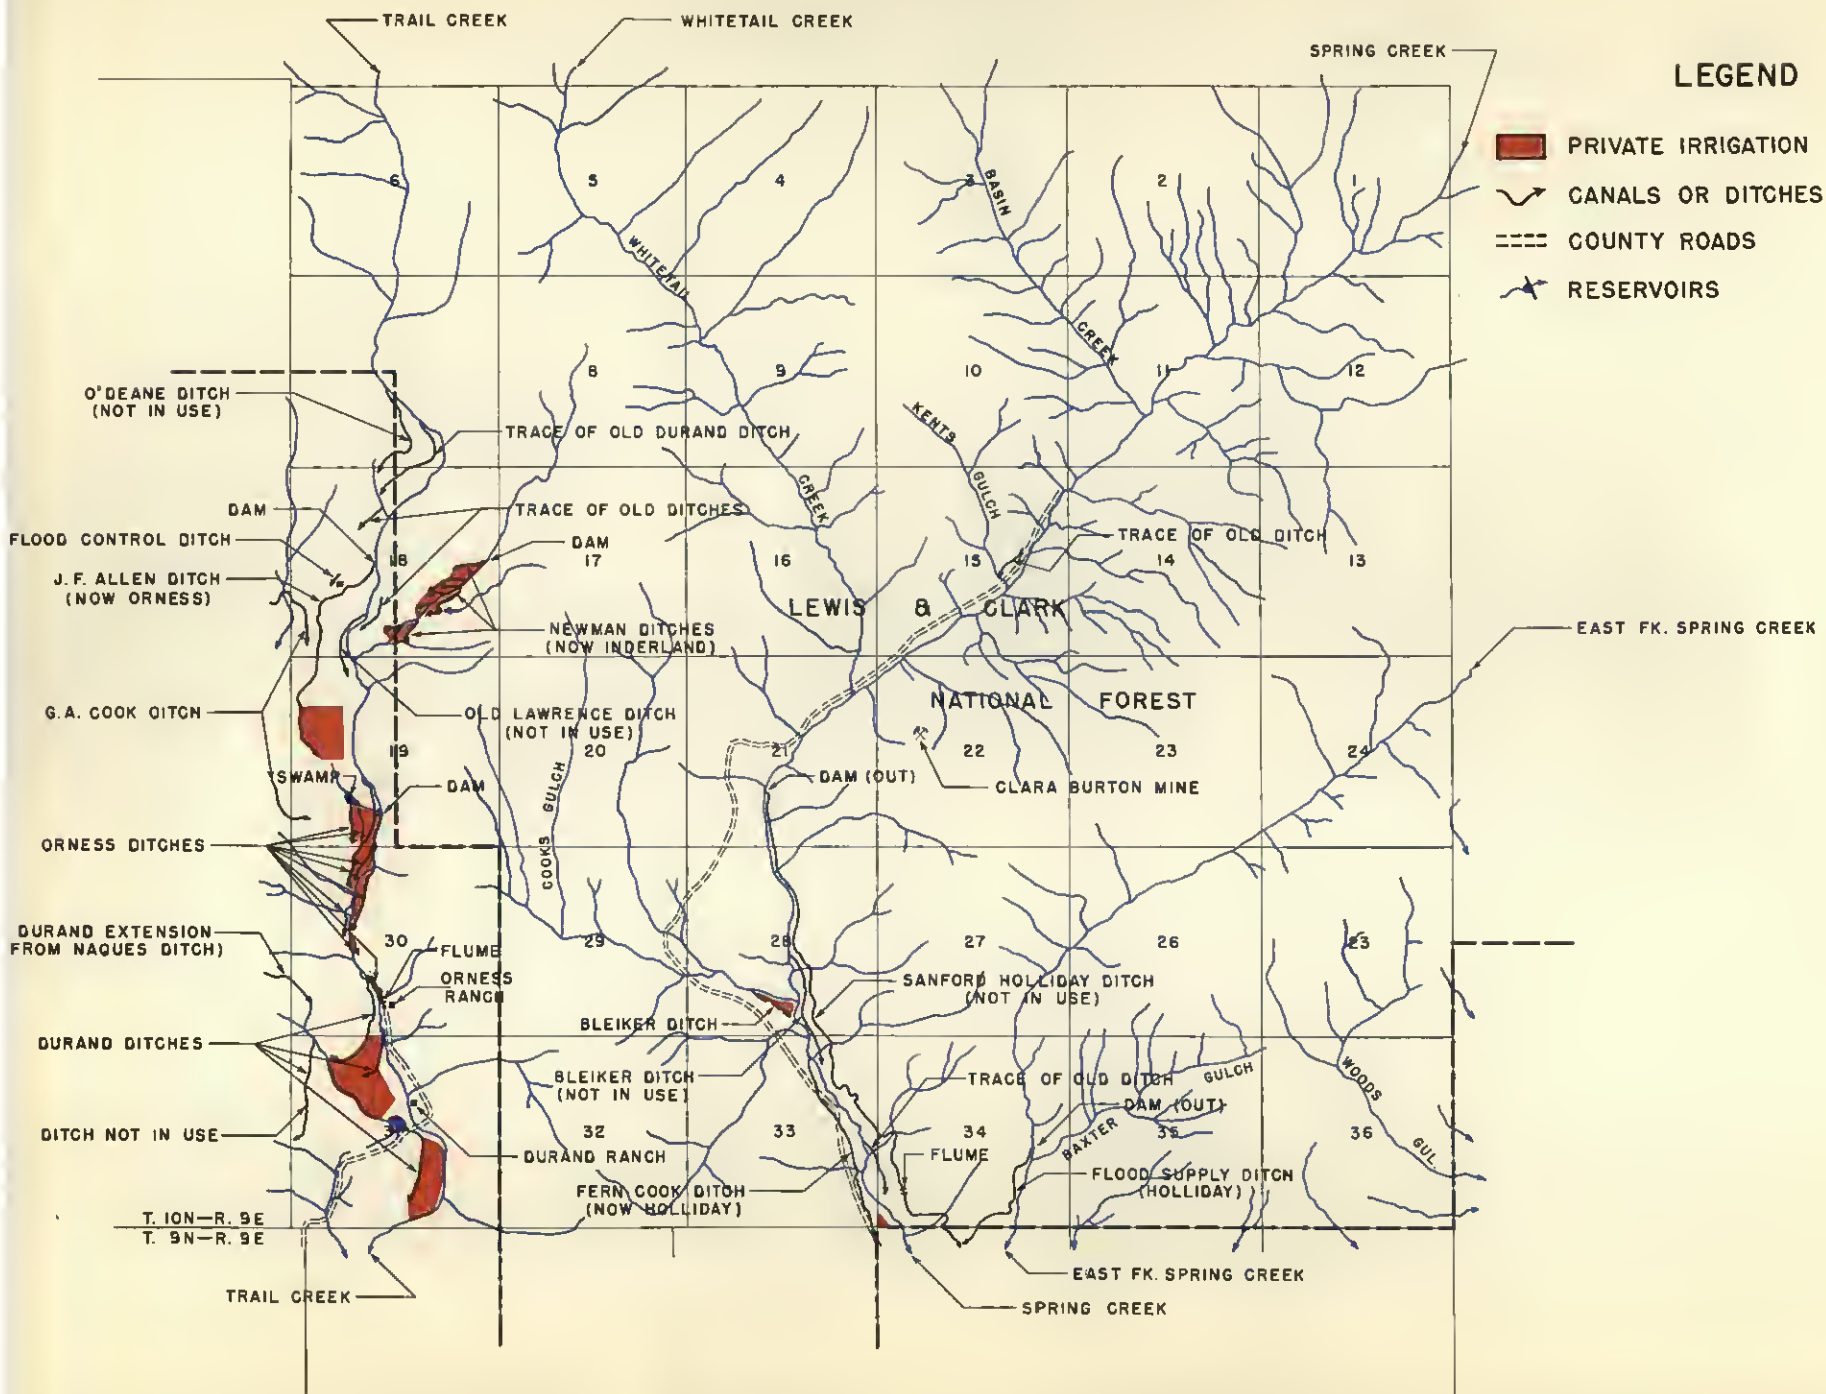 TRAIL CREEK
WHITETAIL CREEK
SPRING CREEK
LEGEND
PRIVATE IRRIGATION
CANALS OR DITCHES
COUNTY ROADS
RESERVOIRS
6
5
4
3
2
1
BASIN
WHITETAIL
CREEK
8
9
10
11
12
O'DEANE DITCH
(NOT IN USE)
KENTS
TRACE OF OLD DURAND DITCH
CREEK
GULCH
DAM
TRACE OF OLD DITCHES
FLOOD CONTROL DITCH
DAM
TRACE OF OLD DITCH
18
17
16
15
14
13
J.F. ALLEN DITCH
(NOW ORNESS)
LEWIS & CLARK
NEWMAN DITCHES
(NOW INDERLAND)
EAST FK. SPRING CREEK
NATIONAL FOREST
G.A. COOK DITCH
OLD LAWRENCE DITCH
(NOT IN USE)
19
20
21
22
23
24
SWAMP
DAM
DAM (OUT)
CLARA BURTON MINE
COOKS GULCH
ORNESS DITCHES
DURAND EXTENSION
FROM NAQUES DITCH)
30
29
28
27
26
23
FLUME
ORNESS
RANCH
SANFORD HOLLIDAY DITCH
(NOT IN USE)
BLEIKER DITCH
DURAND DITCHES
BLEIKER DITCH
(NOT IN USE)
TRACE OF OLD DITCH
GULCH
WOODS
DAM (OUT)
DITCH NOT IN USE
32
33
34
35
36
BAXTER
GUL.
DURAND RANCH
FLUME
FLOOD SUPPLY DITCH
(HOLLIDAY)
FERN COOK DITCH
(NOW HOLLIDAY)
T. 10N—R. 9E
T. 9N—R. 9E
EAST FK. SPRING CREEK
TRAIL CREEK
SPRING CREEK